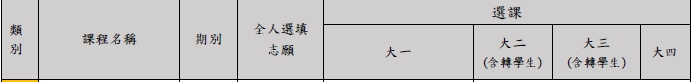 類別
課程名稱
期別
全人選填
志願
選課
大一
大二
(含轉學生)
大三
(含轉學生)
大四